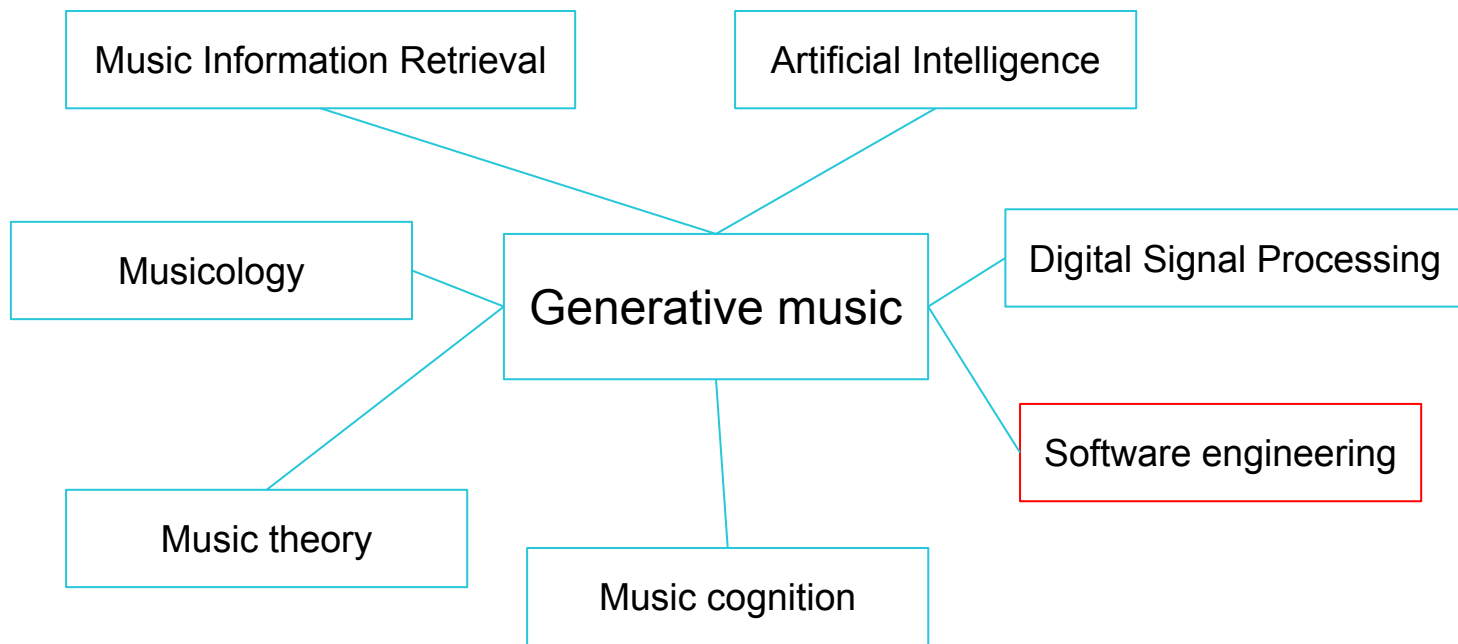 Music Information Retrieval
Artificial Intelligence
Musicology
Generative music
Digital Signal Processing
Software engineering
Music theory
Music cognition